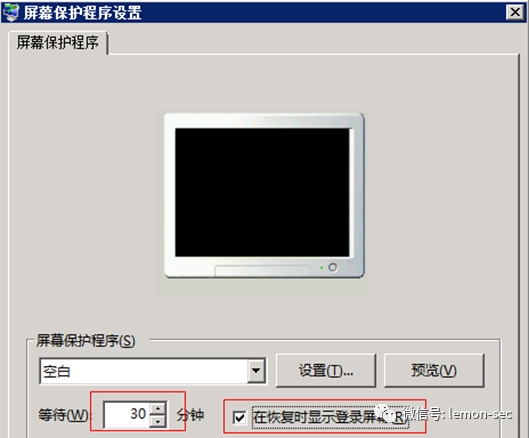 屏幕保护程序设置
屏幕保护程序
屏幕保护程序(S)
空白
设置(T)...
预览(V)
等待(W):
30
分钟
在恢复时显示登录屏幕(R)
微信号: lemon-sec